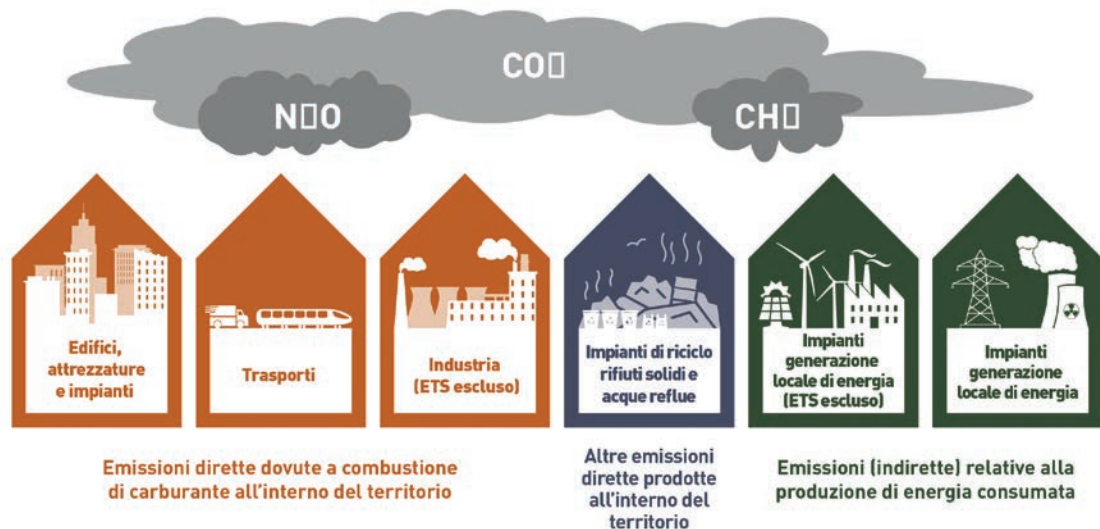 CO▯
N▯O
CH▯
Edifici,
attrezzature
e impianti
Trasporti
Industria
(ETS escluso)
Impianti di riciclo
rifiuti solidi e
acque reflue
Impianti
generazione
locale di energia
(ETS escluso)
Impianti
generazione
locale di energia
Emissioni dirette dovute a combustione
di carburante all'interno del territorio
Altre emissioni
dirette prodotte
all'interno del
territorio
Emissioni (indirette) relative alla
produzione di energia consumata